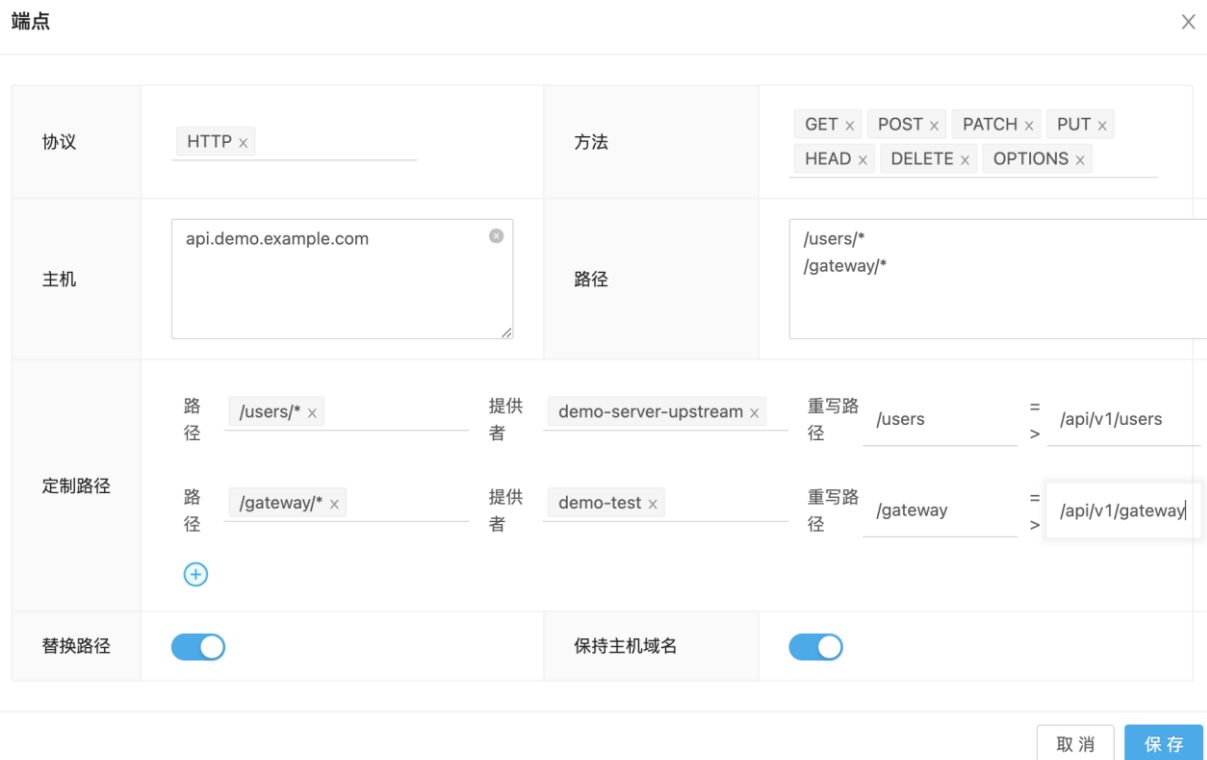 端点
协议
HTTP ×
方法
GET × POST × PATCH × PUT ×
HEAD × DELETE × OPTIONS ×
主机
api.demo.example.com
路径
/users/*
/gateway/*
定制路径
路径 /users/* × 提供者 demo-server-upstream × 重写路径 /users => /api/v1/users
路径 /gateway/* × 提供者 demo-test × 重写路径 /gateway => /api/v1/gateway
替换路径
保持主机域名
取 消
保 存